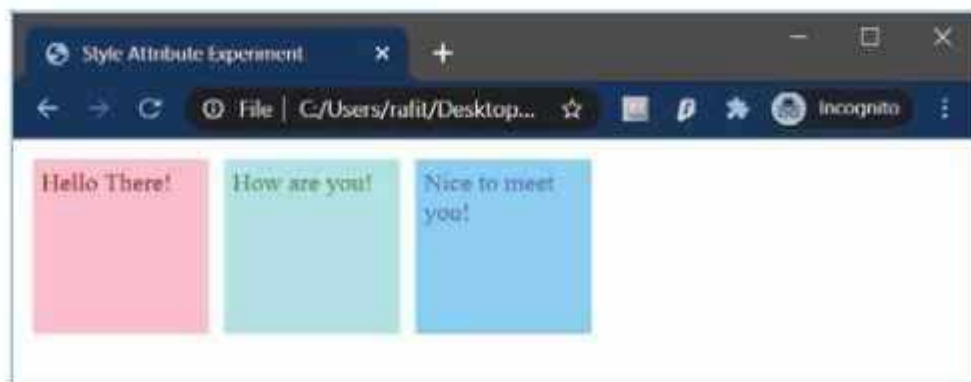 Style Attribute Experiment
File | C:/Users/rafit/Desktop... Incognito
Hello There!
How are you!
Nice to meet
you!